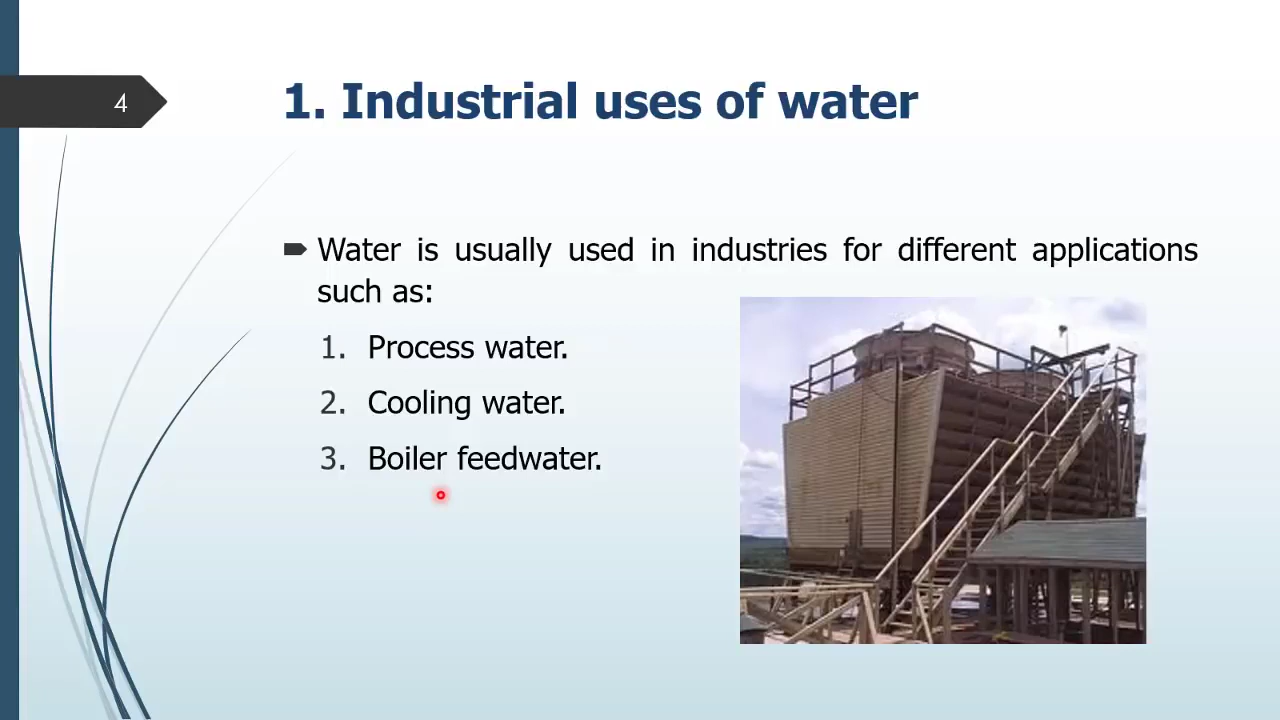 4
1. Industrial uses of water
Water is usually used in industries for different applications
such as:
1. Process water.
2. Cooling water.
3. Boiler feedwater.